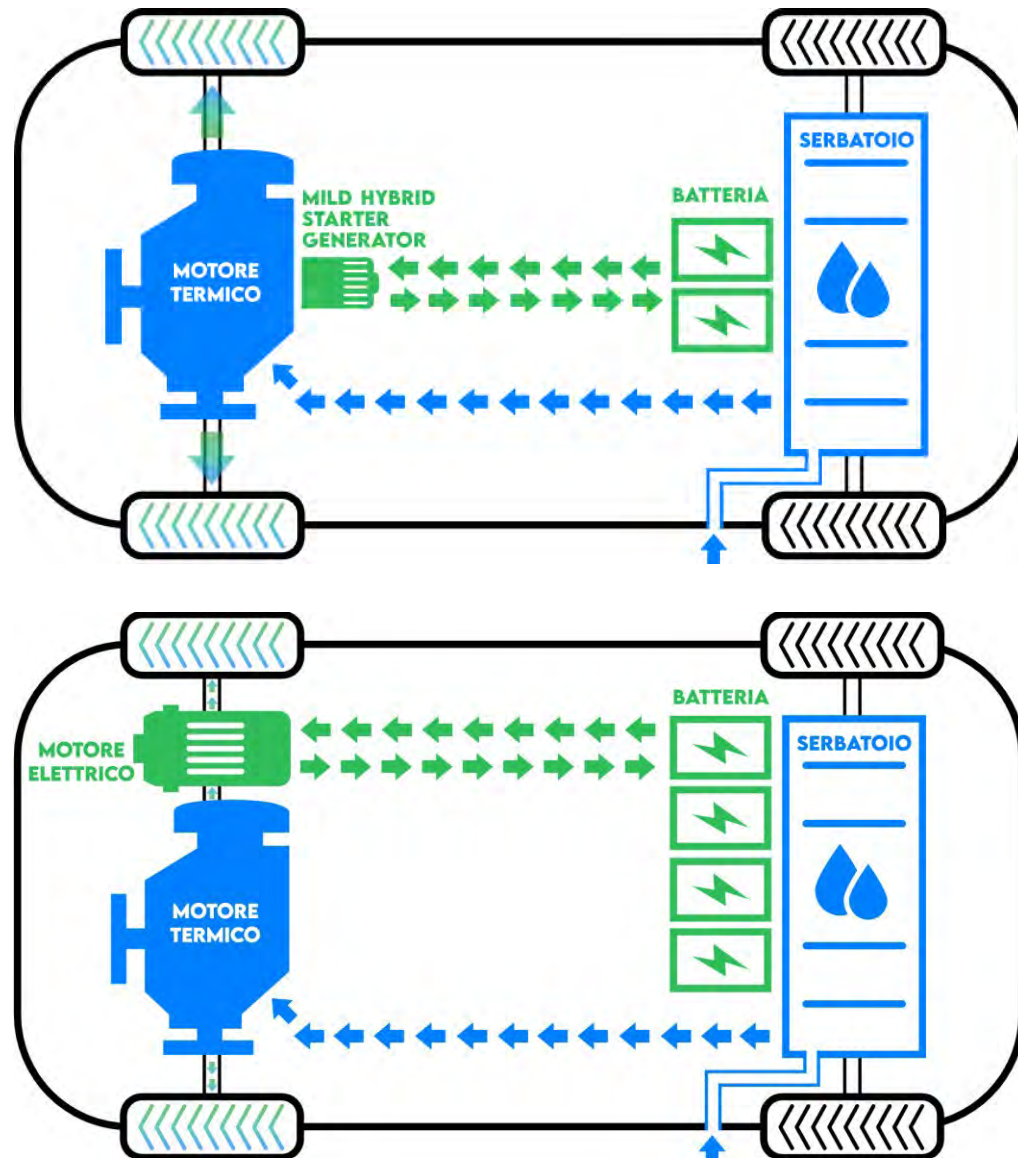 SERBATOIO
BATTERIA
MILD HYBRID
STARTER
GENERATOR
MOTORE
TERMICO
BATTERIA
SERBATOIO
MOTORE
ELETTRICO
MOTORE
TERMICO